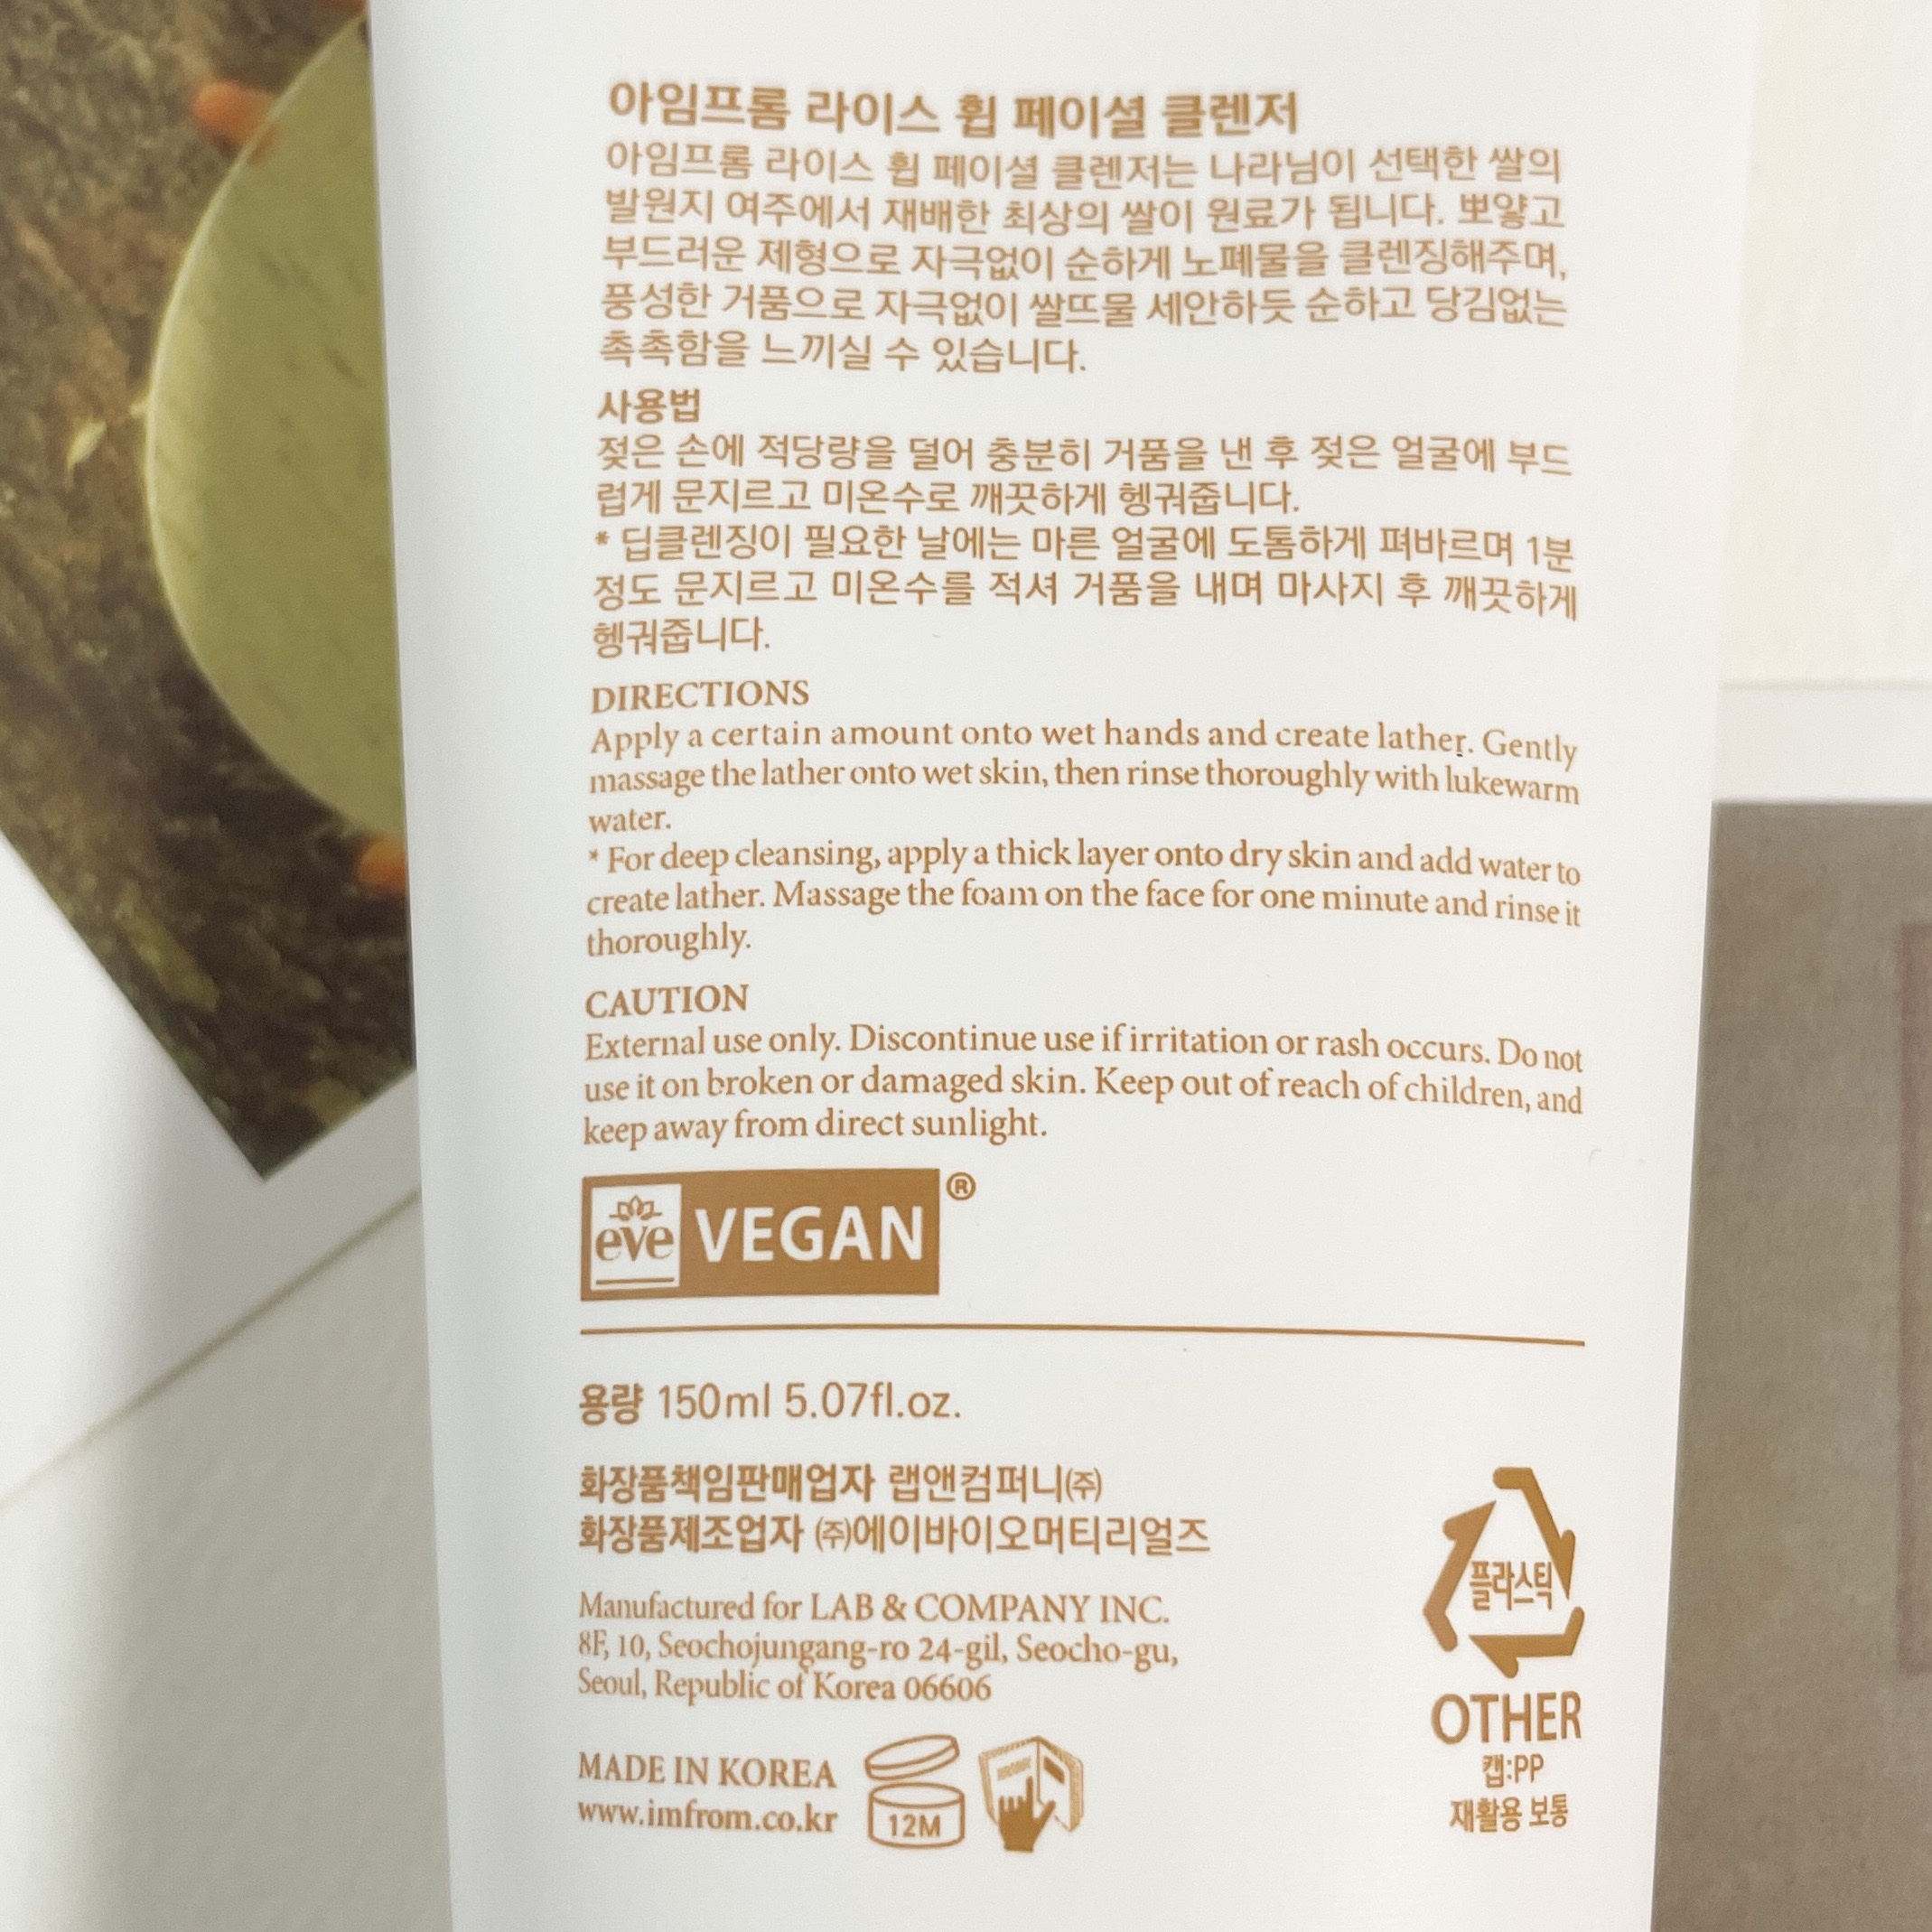 아임프롬 라이스 휩 페이셜 클렌저
아임프롬 라이스 휩 페이셜 클렌저는 나라님이 선택한 쌀의
발원지 여주에서 재배한 최상의 쌀이 원료가 됩니다. 뽀얗고
부드러운 제형으로 자극없이 순하게 노폐물을 클렌징해주며,
풍성한 거품으로 자극없이 쌀뜨물 세안하듯 순하고 당김없는
촉촉함을 느끼실 수 있습니다.
사용법
젖은 손에 적당량을 덜어 충분히 거품을 낸 후 젖은 얼굴에 부드
럽게 문지르고 미온수로 깨끗하게 헹궈줍니다.
* 딥클렌징이 필요한 날에는 마른 얼굴에 도톰하게 펴바르며 1분
정도 문지르고 미온수를 적셔 거품을 내며 마사지 후 깨끗하게
헹궈줍니다.
DIRECTIONS
Apply a certain amount onto wet hands and create lather. Gently
massage the lather onto wet skin, then rinse thoroughly with lukewarm
water.
* For deep cleansing, apply a thick layer onto dry skin and add water to
create lather. Massage the foam on the face for one minute and rinse it
thoroughly.
CAUTION
External use only. Discontinue use if irritation or rash occurs. Do not
use it on broken or damaged skin. Keep out of reach of children, and
keep away from direct sunlight.
eve VEGAN ®
용량 150ml 5.07fl.oz.
화장품책임판매업자 랩앤컴퍼니㈜
화장품제조업자 ㈜에이바이오머티리얼즈
Manufactured for LAB & COMPANY INC.
8F, 10, Seochojungang-ro 24-gil, Seocho-gu,
Seoul, Republic of Korea 06606
MADE IN KOREA
www.imfrom.co.kr
12M
플라스틱
OTHER
캡:PP
재활용 보통